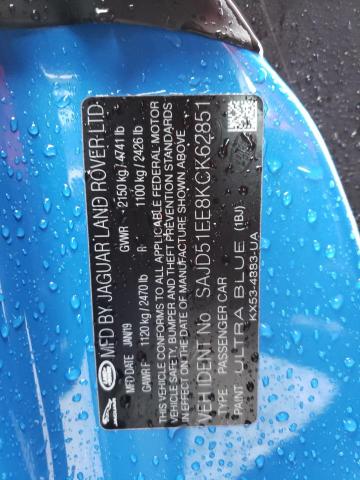 MFD BY JAGUAR LAND ROVER LTD.
MFD DATE JAN/19 GVWR 2150 kg / 4741 lb
GAWR F 1120 kg / 2470 lb R 1100 kg / 2426 lb
THIS VEHICLE CONFORMS TO ALL APPLICABLE FEDERAL MOTOR
VEHICLE SAFETY, BUMPER AND THEFT PREVENTION STANDARDS
IN EFFECT ON THE DATE OF MANUFACTURE SHOWN ABOVE.
VEH IDENT No SAJD51EE8KCK62851
TYPE: PASSENGER CAR
PAINT: ULTRA BLUE (1BJ)
KX53-4383-UA